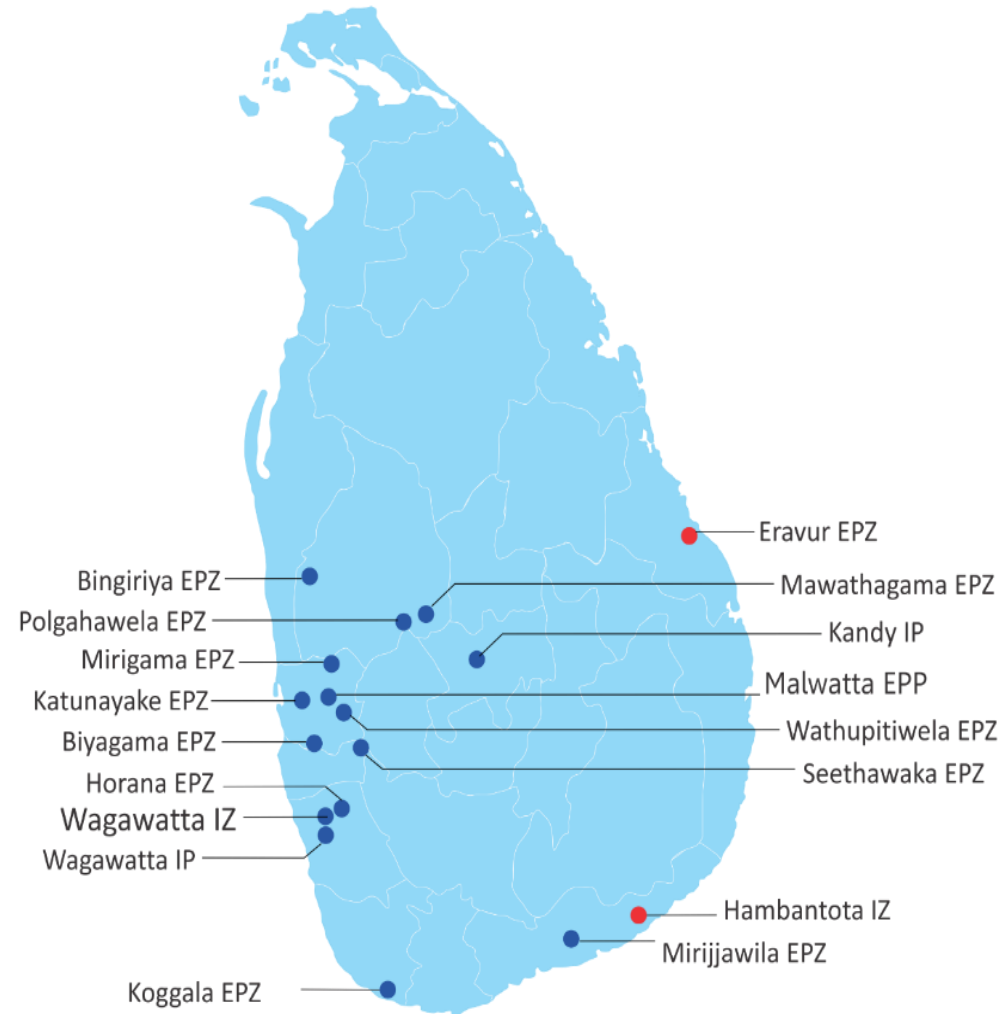 Eravur EPZ
Bingiriya EPZ
Mawathagama EPZ
Polgahawela EPZ
Kandy IP
Mirigama EPZ
Malwatta EPP
Katunayake EPZ
Wathupitiwela EPZ
Biyagama EPZ
Seethawaka EPZ
Horana EPZ
Wagawatta IZ
Wagawatta IP
Hambantota IZ
Mirijjawila EPZ
Koggala EPZ